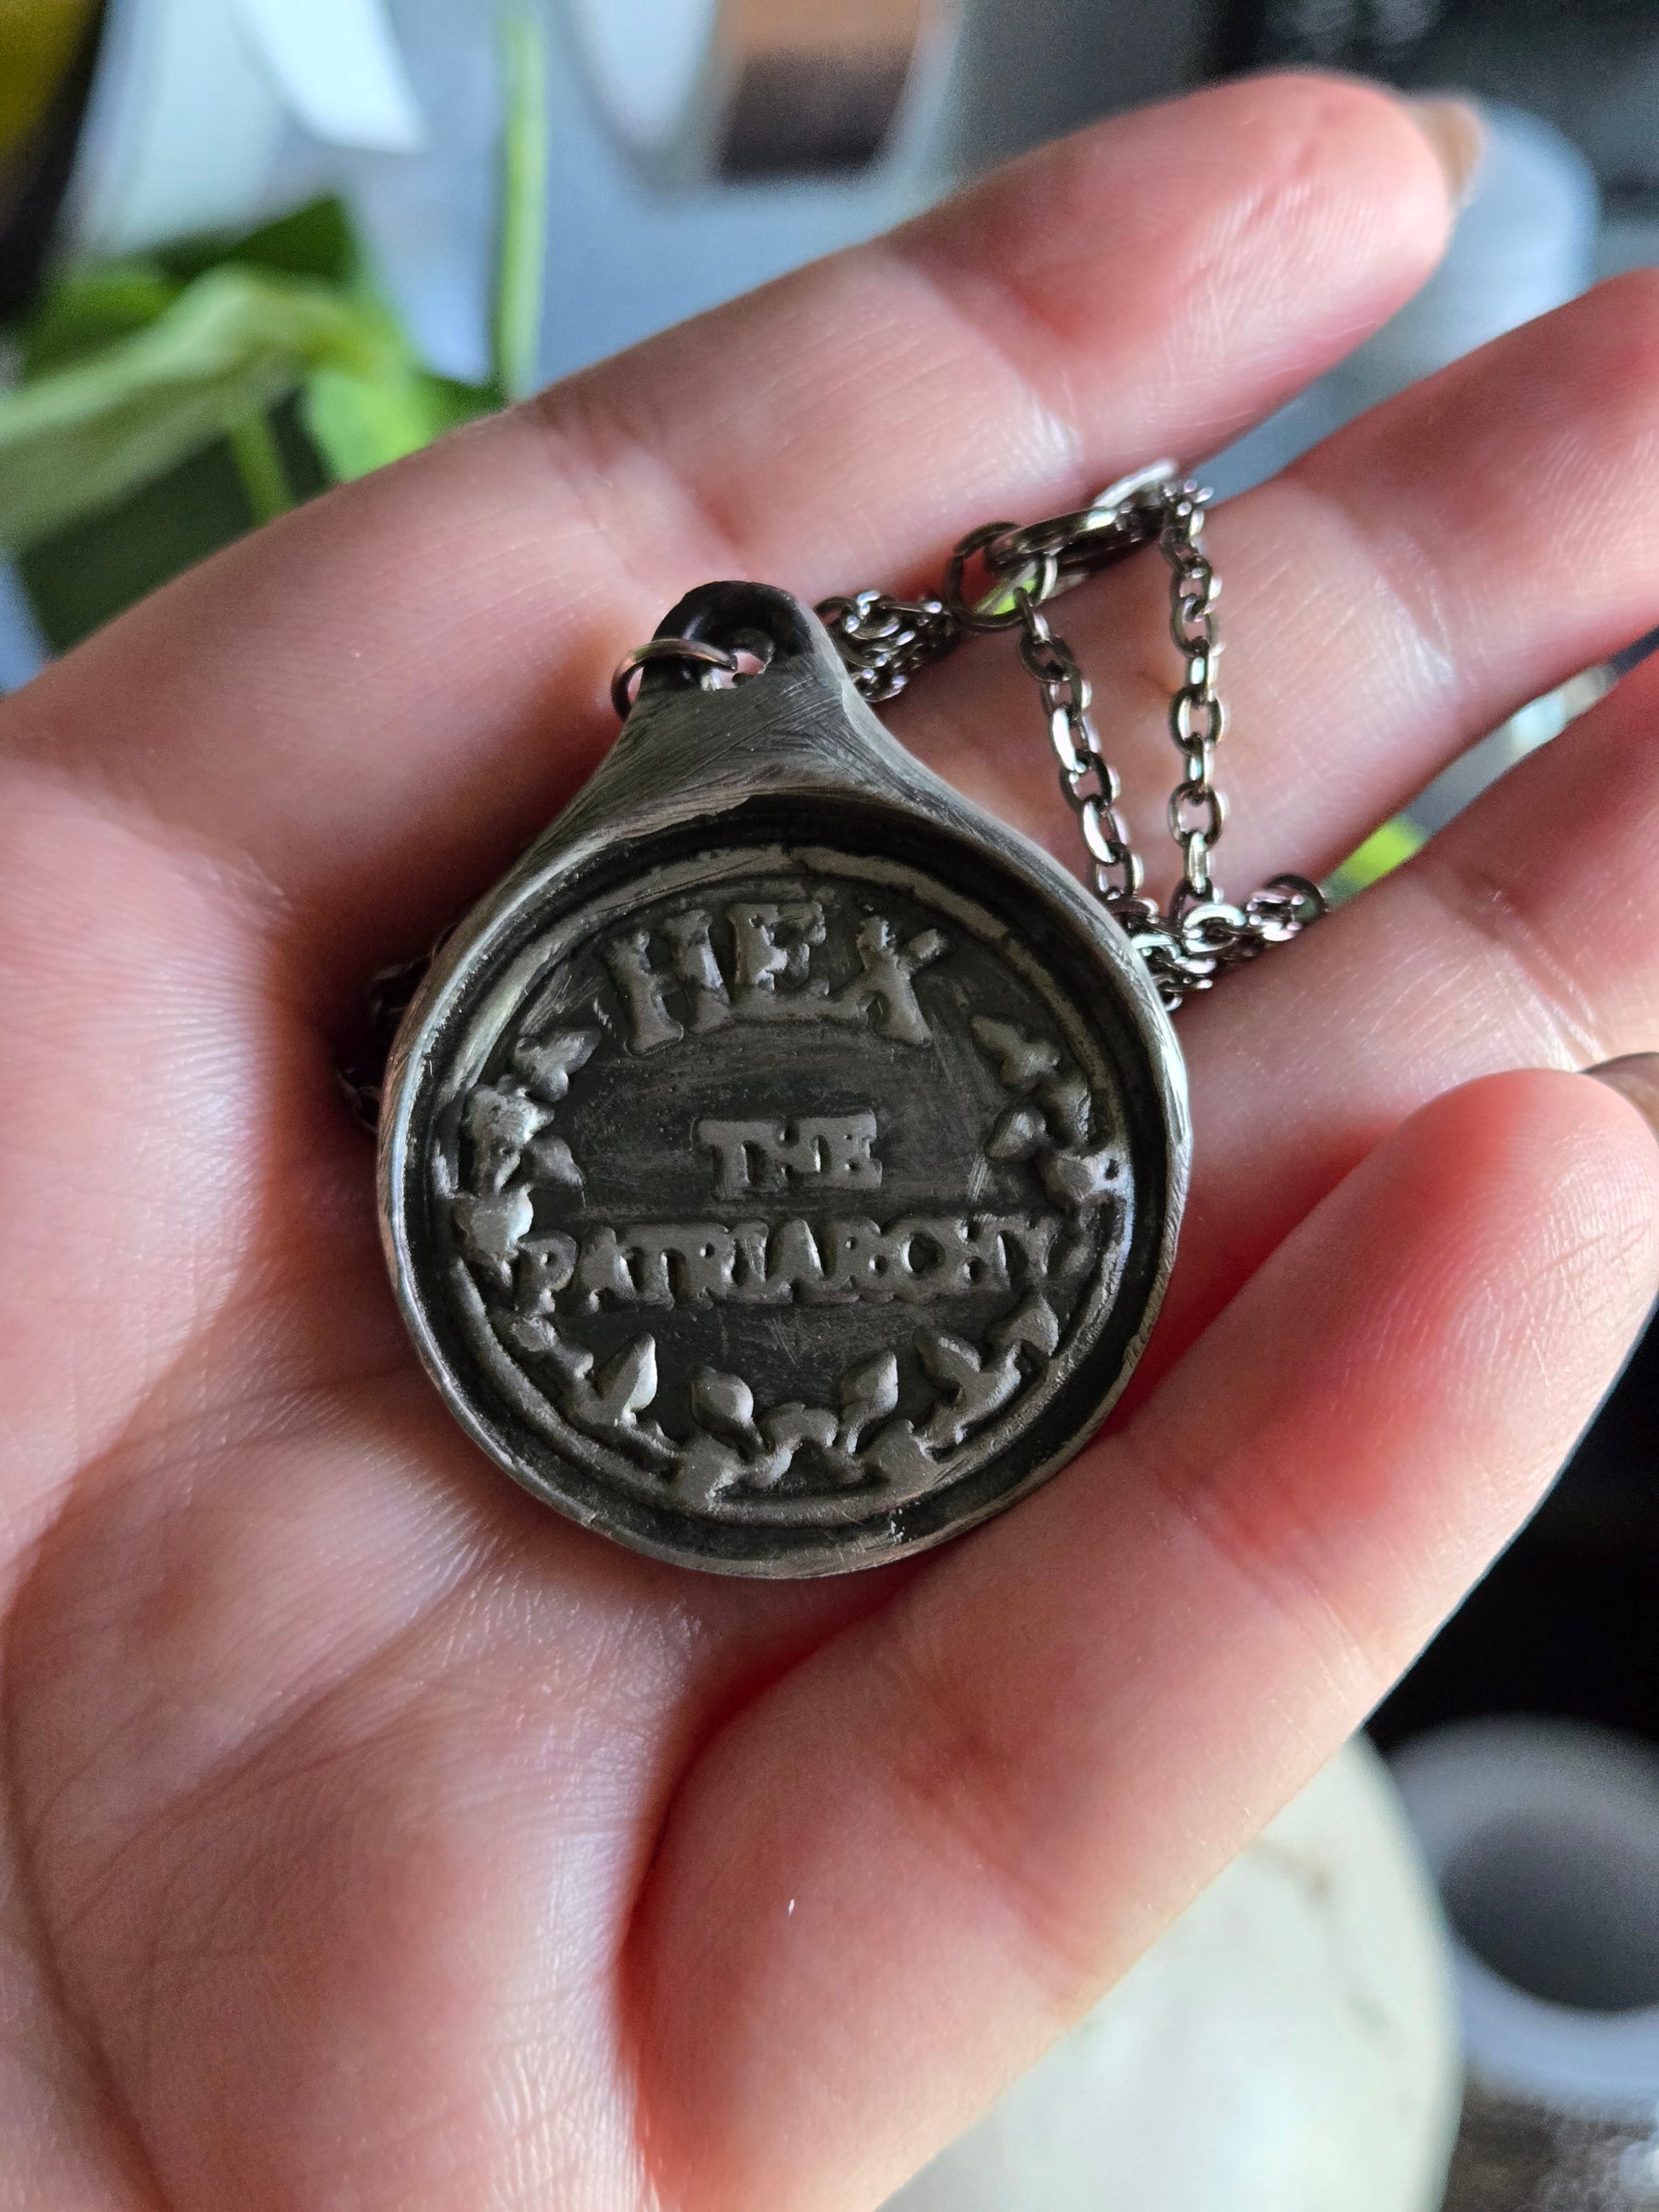 HEX
THE
PATRIARCHY